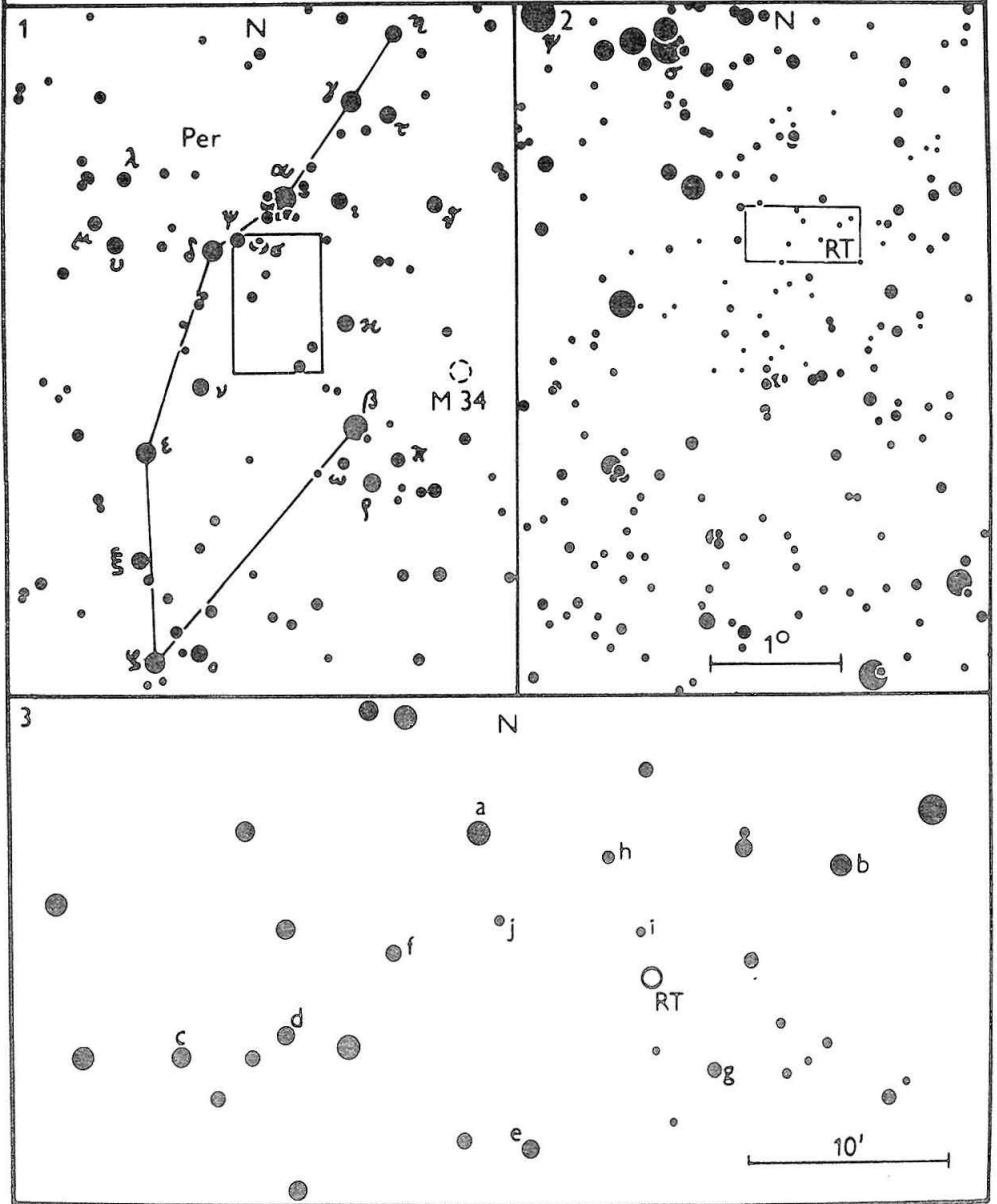 1
N
η
γ
τ
Per
λ
α
ι
ϑ
ψ
σ
μ
υ
δ
ϰ
M 34
ν
β
ε
π
ω
ρ
ξ
ζ
ο
2
N
ψ
σ
RT
1°
3
N
a
h
b
j
i
f
RT
d
c
g
e
10'